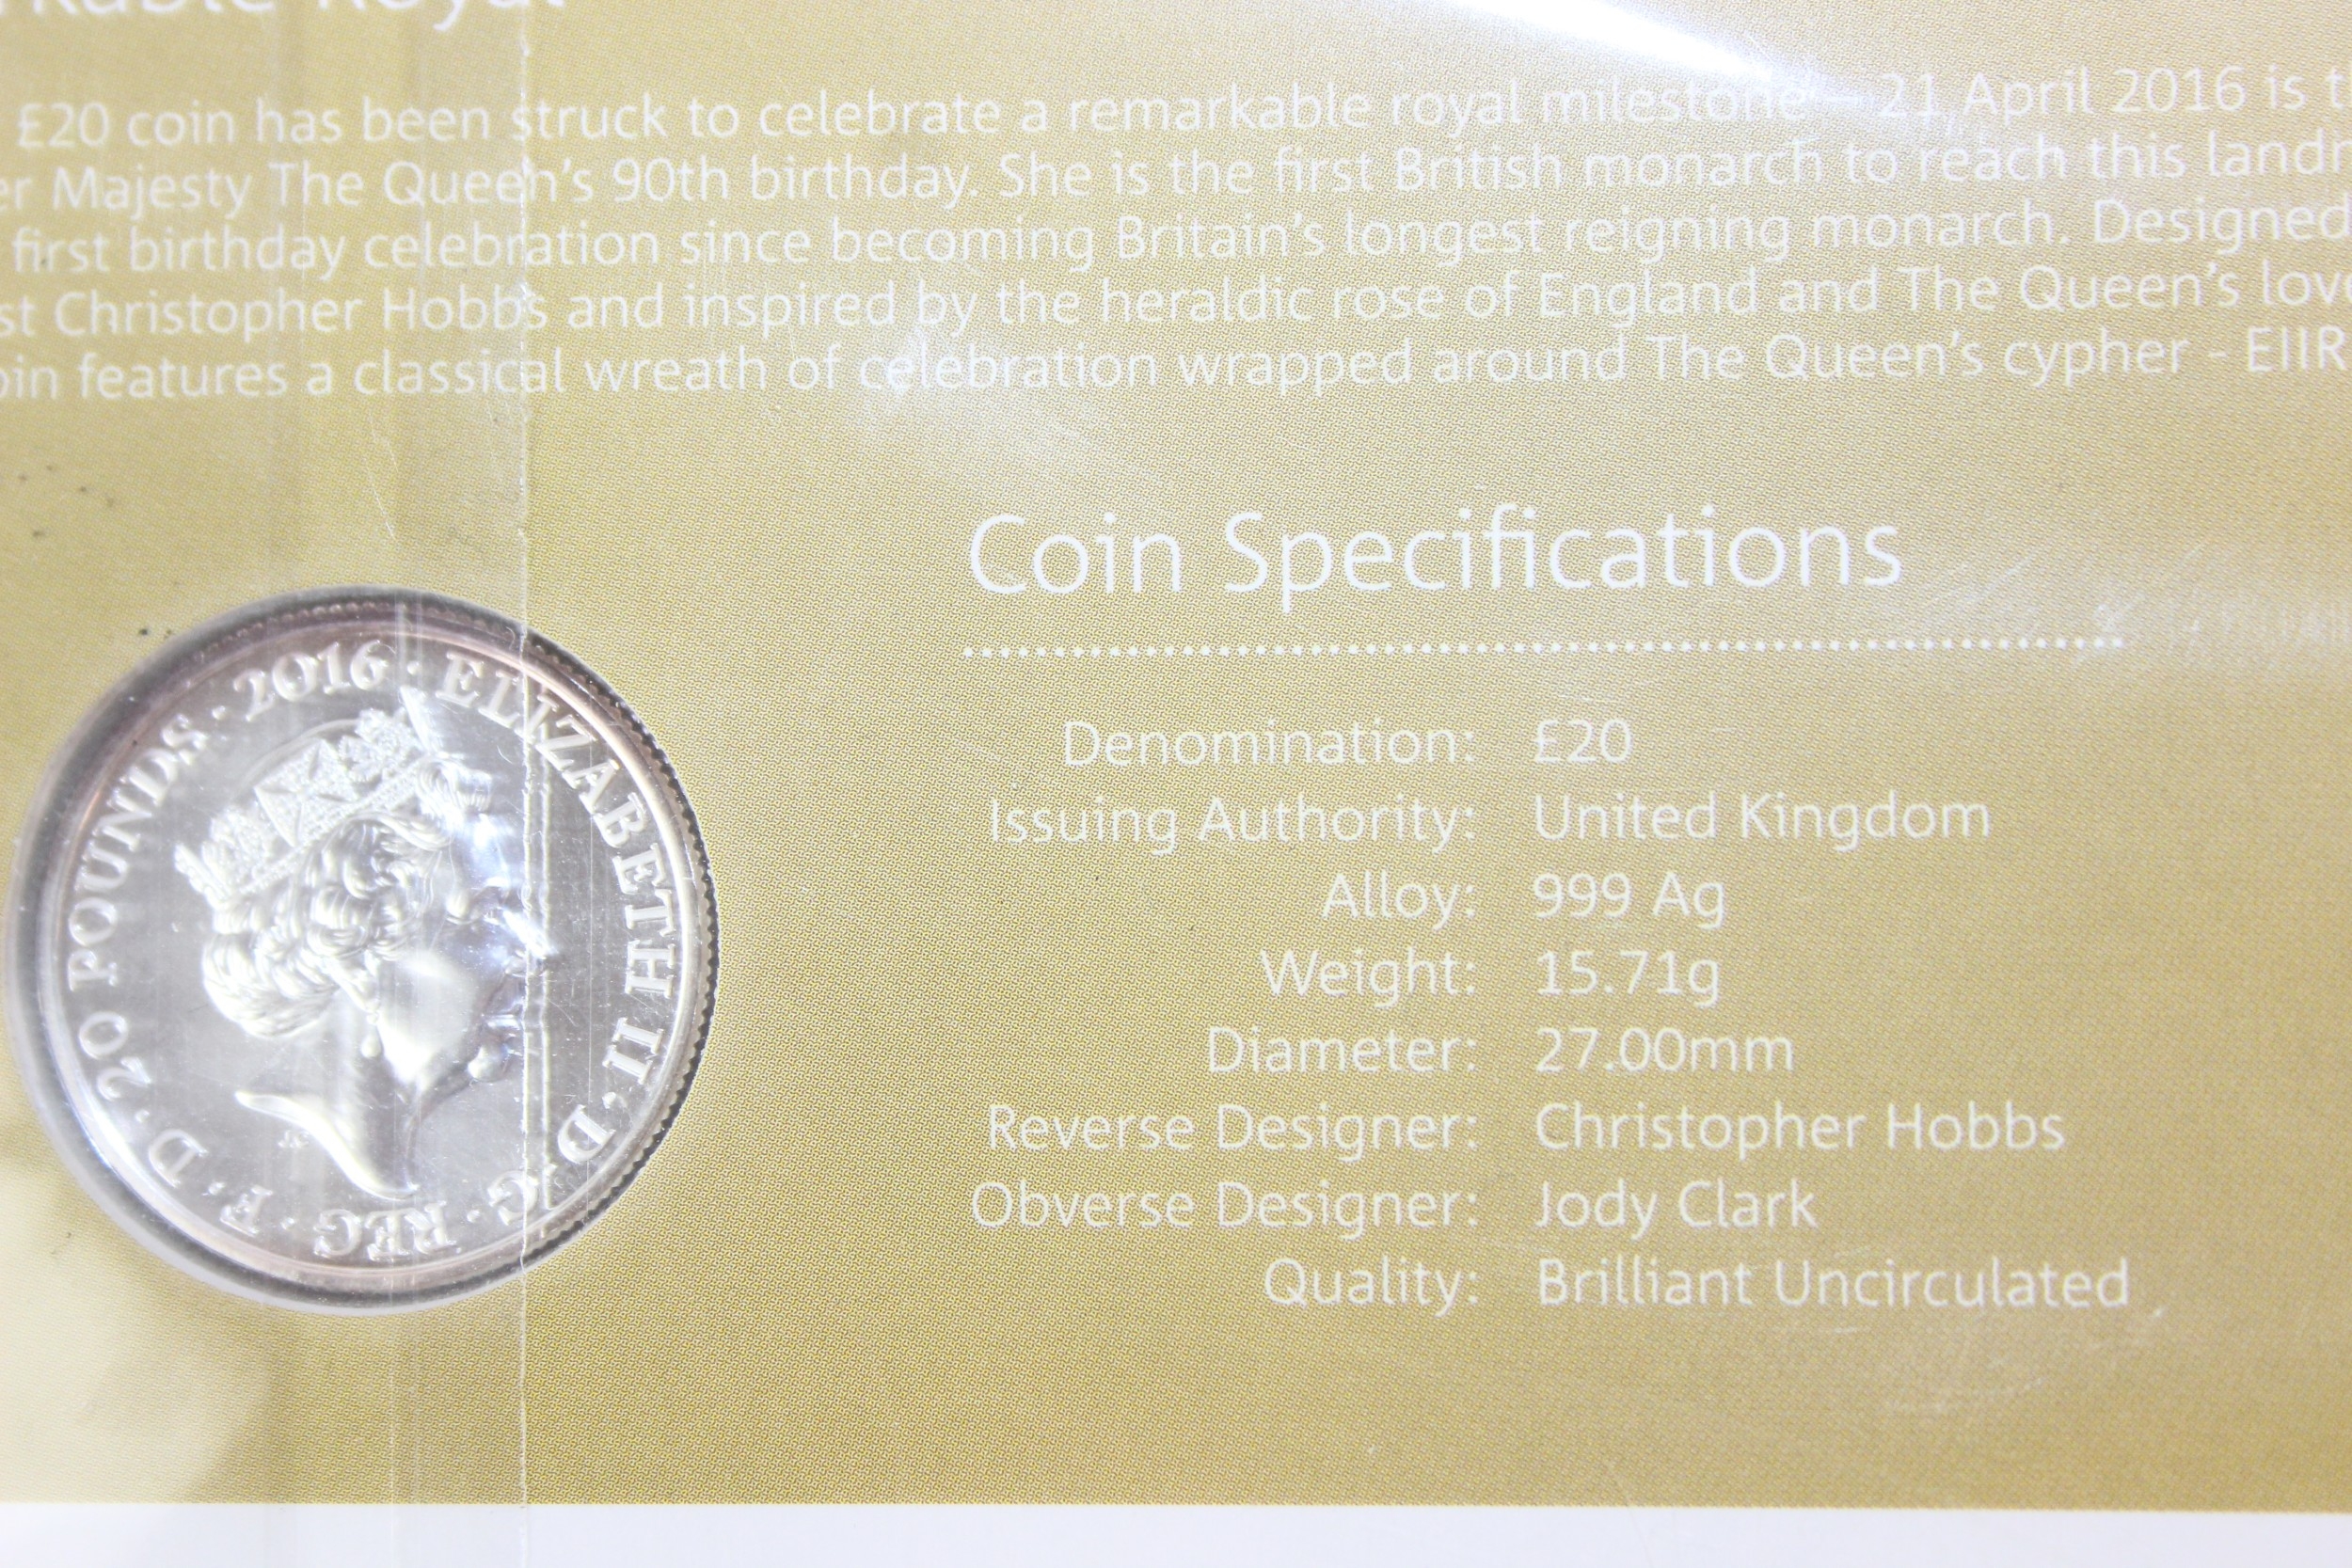 Royal
£20 coin has been struck to celebrate a remarkable royal milestone – 21 April 2016 is
Majesty The Queen's 90th birthday. She is the first British monarch to reach this
first birthday celebration since becoming Britain's longest reigning monarch. Designed
Christopher Hobbs and inspired by the heraldic rose of England and The Queen's
features a classical wreath of celebration wrapped around The Queen's cypher - EIIR
Coin Specifications
Denomination: £20
Issuing Authority: United Kingdom
Alloy: 999 Ag
Weight: 15.71g
Diameter: 27.00mm
Reverse Designer: Christopher Hobbs
Obverse Designer: Jody Clark
Quality: Brilliant Uncirculated
ELIZABETH II · D · G · REG · F · D · 20 POUNDS · 2016 ·
JC